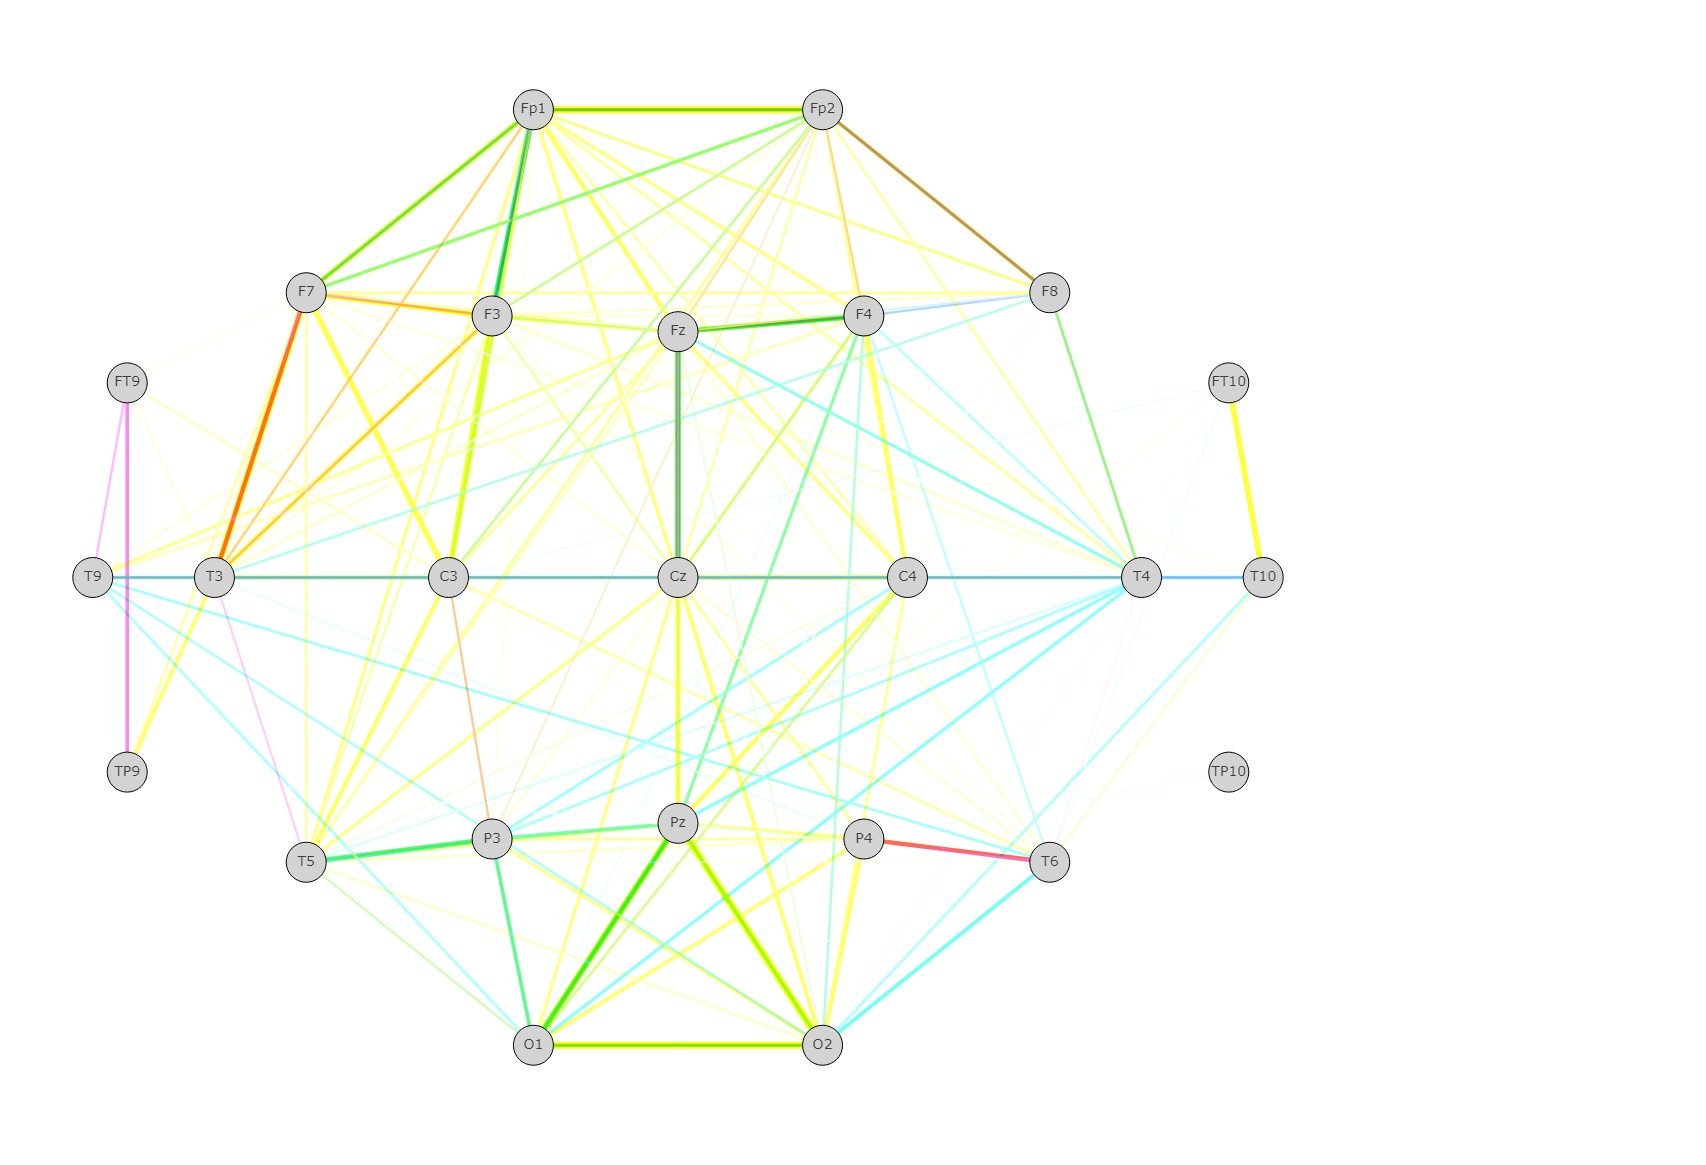 Fp1 Fp2
F7 F3 Fz F4 F8
FT9 FT10
T9 T3 C3 Cz C4 T4 T10
TP9 TP10
T5 P3 Pz P4 T6
O1 O2